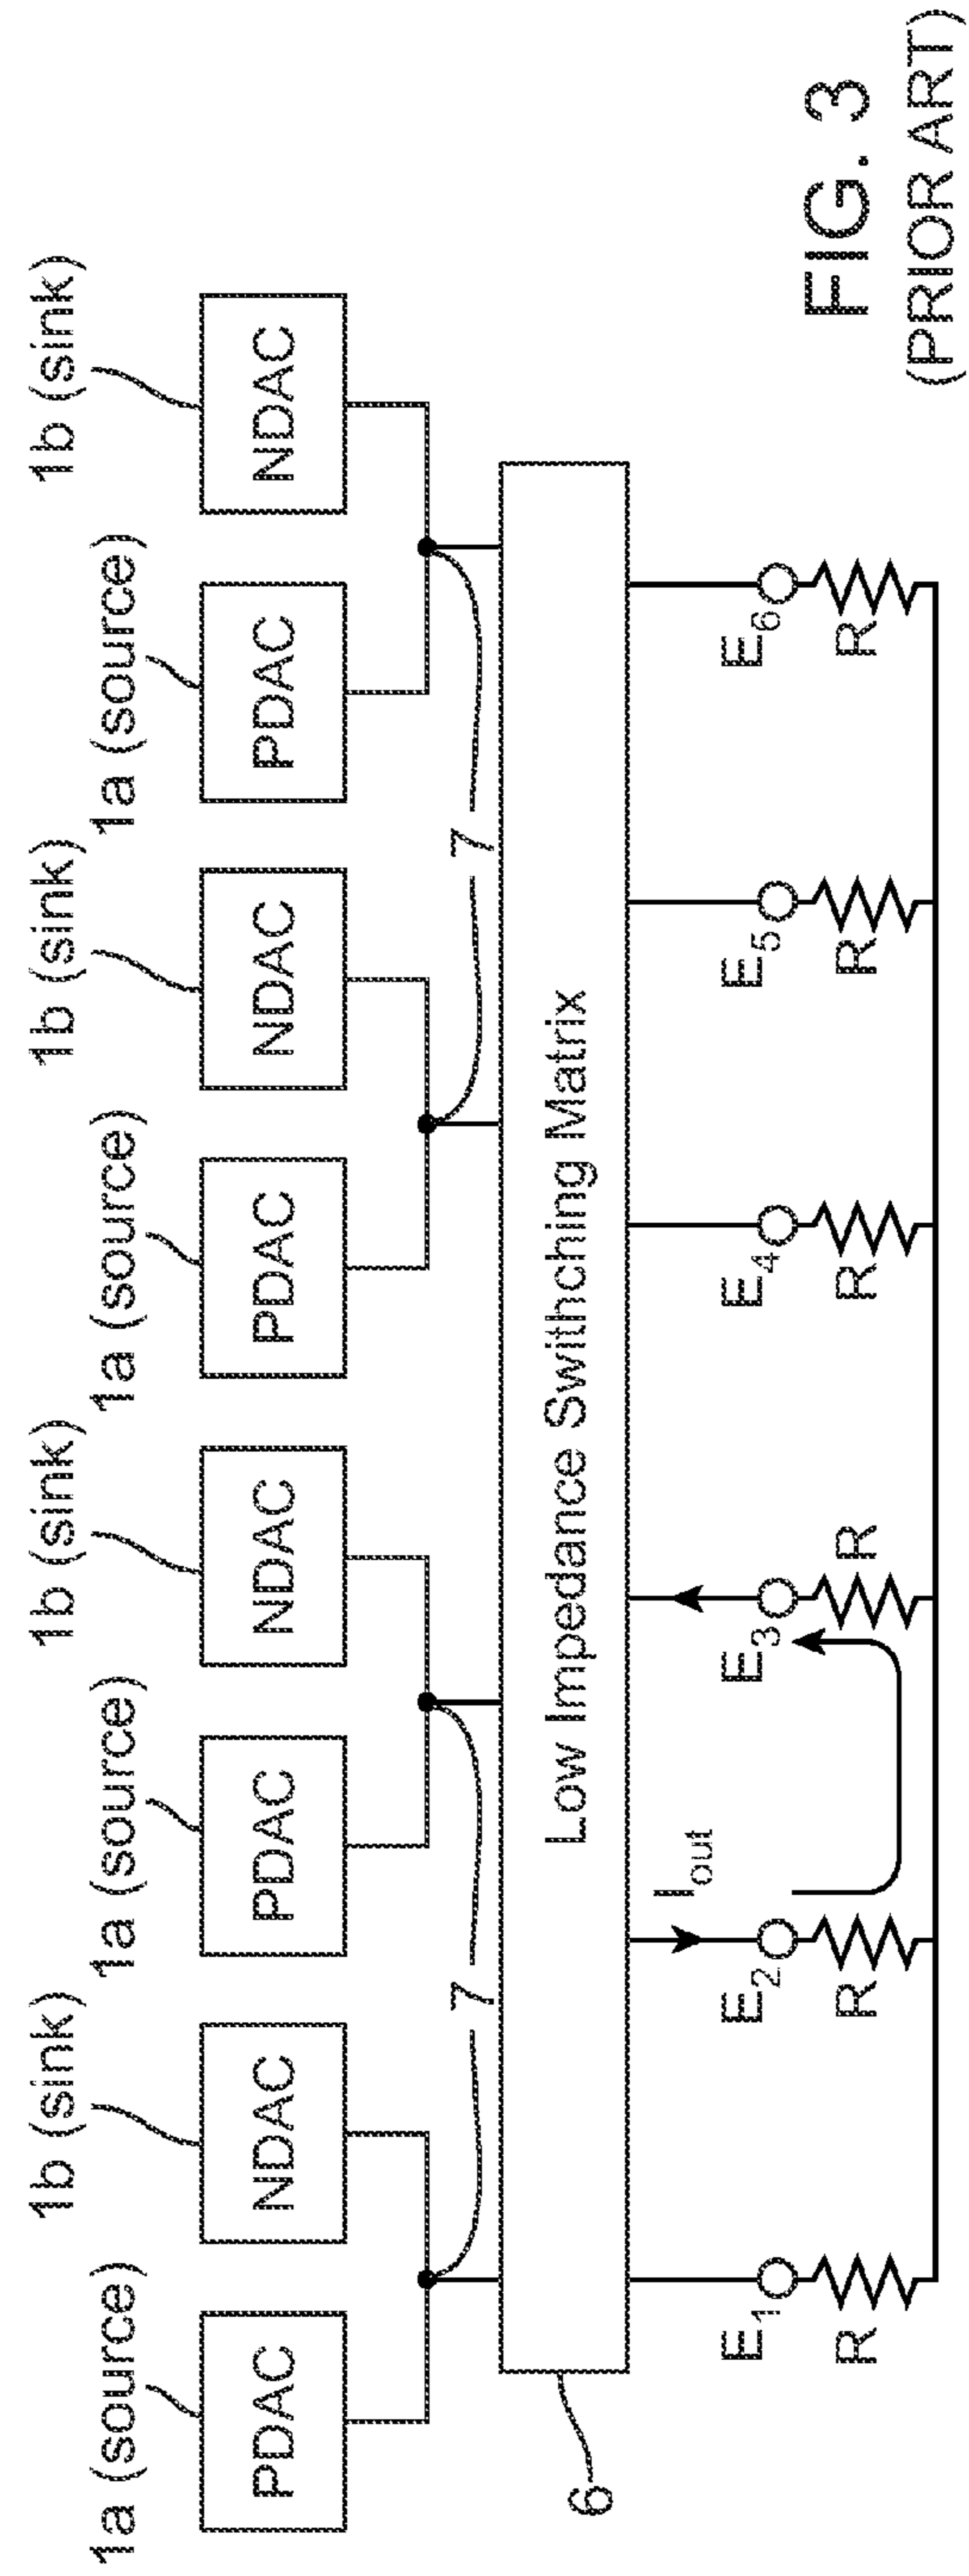 1a (source)
1b (sink)
1a (source)
1b (sink)
1a (source)
1b (sink)
1a (source)
1b (sink)
PDAC
NDAC
PDAC
NDAC
PDAC
NDAC
PDAC
NDAC
7
7
6
Low Impedance Swithching Matrix
Iout
E1
E2
E3
E4
E5
E6
R
R
R
R
R
R
FIG. 3
(PRIOR ART)